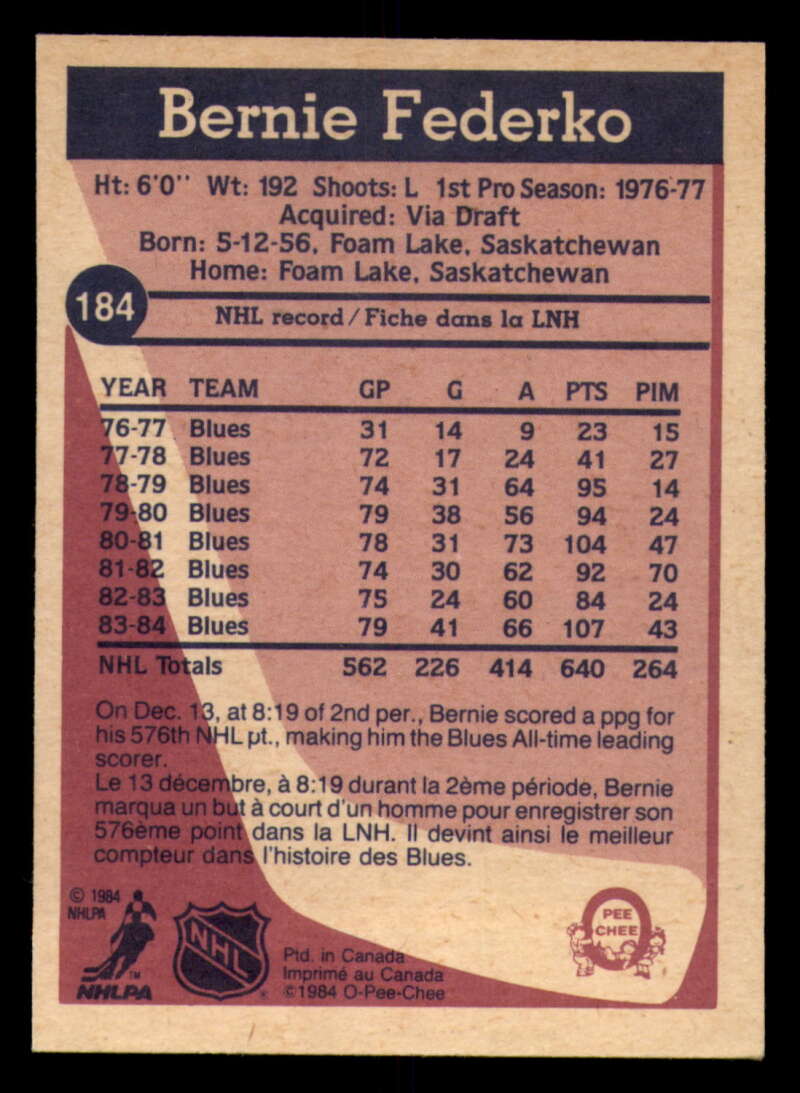 Bernie Federko
Ht: 6'0" Wt: 192 Shoots: L 1st Pro Season: 1976-77
Acquired: Via Draft
Born: 5-12-56, Foam Lake, Saskatchewan
Home: Foam Lake, Saskatchewan
184
NHL record / Fiche dans la LNH
YEAR TEAM GP G A PTS PIM
76-77 Blues 31 14 9 23 15
77-78 Blues 72 17 24 41 27
78-79 Blues 74 31 64 95 14
79-80 Blues 79 38 56 94 24
80-81 Blues 78 31 73 104 47
81-82 Blues 74 30 62 92 70
82-83 Blues 75 24 60 84 24
83-84 Blues 79 41 66 107 43
NHL Totals 562 226 414 640 264
On Dec. 13, at 8:19 of 2nd per., Bernie scored a ppg for
his 576th NHL pt., making him the Blues All-time leading
scorer.
Le 13 décembre, à 8:19 durant la 2ème période, Bernie
marqua un but à court d'un homme pour enregistrer son
576ème point dans la LNH. Il devint ainsi le meilleur
compteur dans l'histoire des Blues.
© 1984
NHLPA
TM
NHLPA
NHL
®
Ptd. in Canada
Imprimé au Canada
©1984 O-Pee-Chee
O
PEE
CHEE